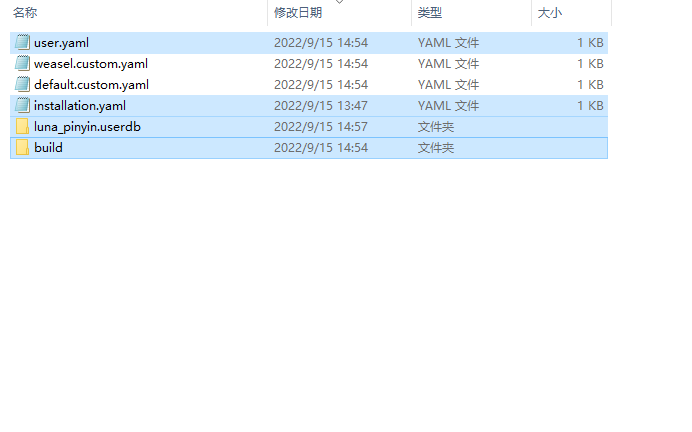 名称 修改日期 类型 大小
user.yaml 2022/9/15 14:54 YAML 文件 1 KB
weasel.custom.yaml 2022/9/15 14:54 YAML 文件 1 KB
default.custom.yaml 2022/9/15 14:54 YAML 文件 1 KB
installation.yaml 2022/9/15 13:47 YAML 文件 1 KB
luna_pinyin.userdb 2022/9/15 14:57 文件夹
build 2022/9/15 14:54 文件夹